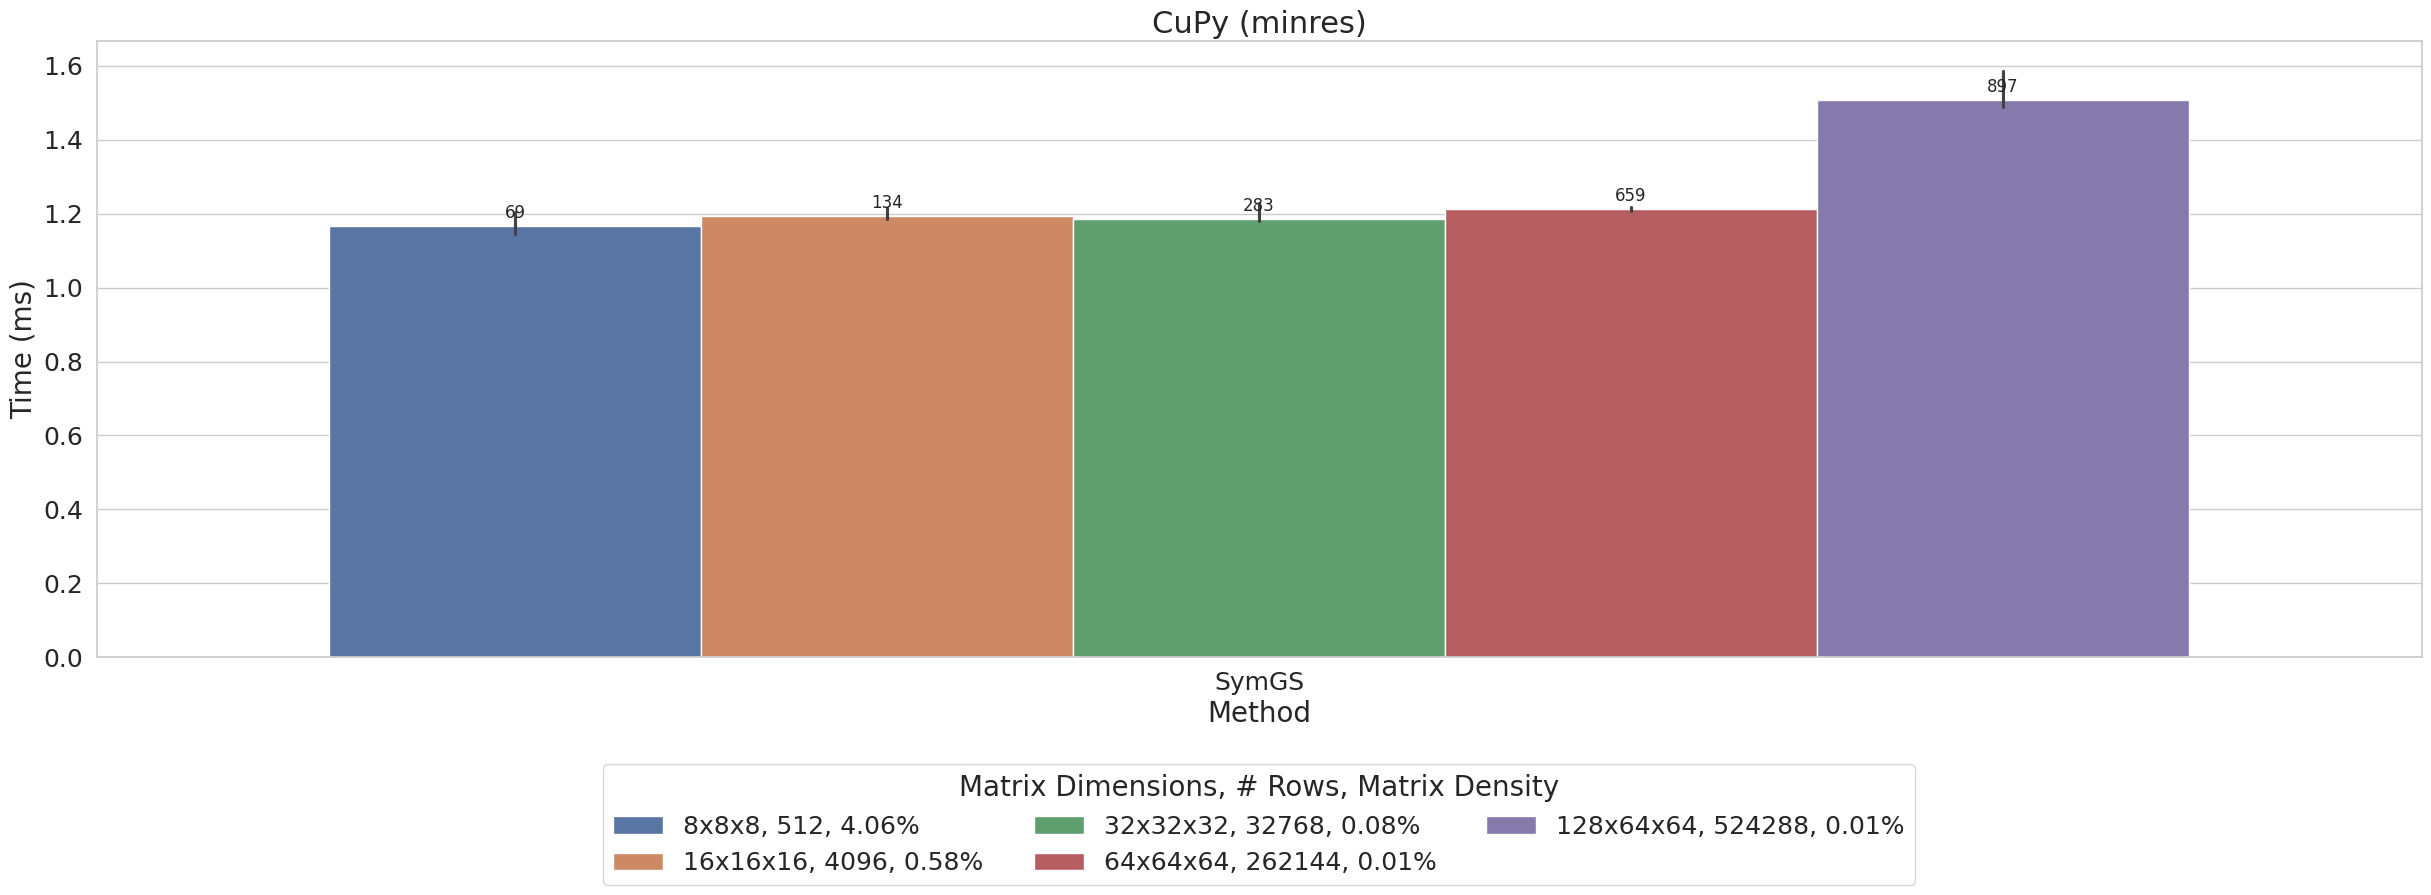 CuPy (minres)
Time (ms)
1.6
1.4
1.2
1.0
0.8
0.6
0.4
0.2
0.0
69
134
283
659
897
SymGS
Method
Matrix Dimensions, # Rows, Matrix Density
8x8x8, 512, 4.06%
16x16x16, 4096, 0.58%
32x32x32, 32768, 0.08%
64x64x64, 262144, 0.01%
128x64x64, 524288, 0.01%